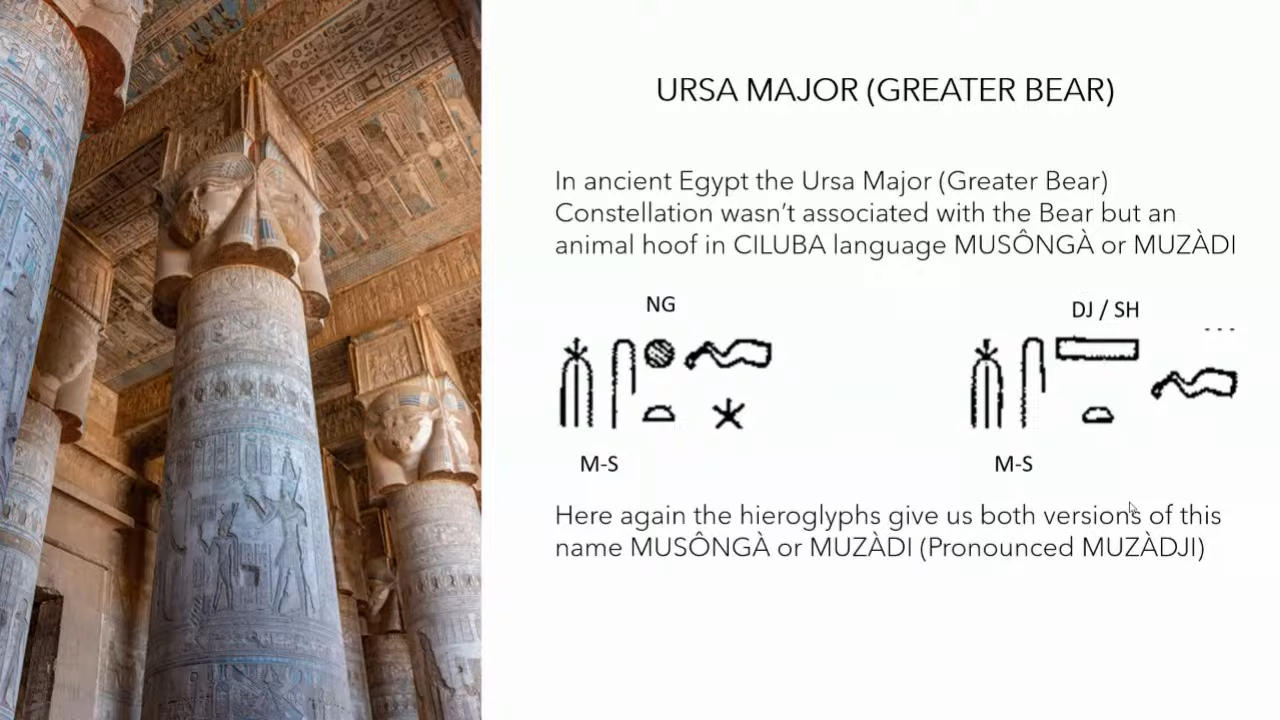 URSA MAJOR (GREATER BEAR)
In ancient Egypt the Ursa Major (Greater Bear)
Constellation wasn't associated with the Bear but an
animal hoof in CILUBA language MUSÔNGÀ or MUZÀDI
NG
DJ / SH
- - -
M-S
M-S
Here again the hieroglyphs give us both versions of this
name MUSÔNGÀ or MUZÀDI (Pronounced MUZÀDJI)